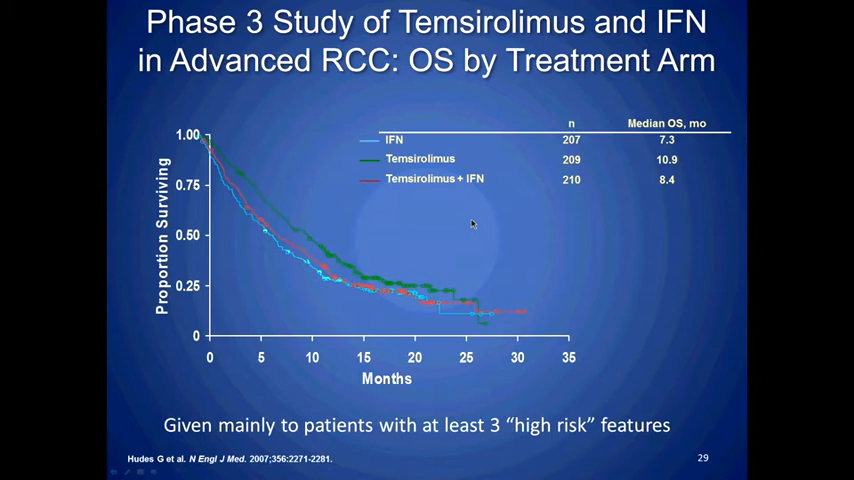 Phase 3 Study of Temsirolimus and IFN
in Advanced RCC: OS by Treatment Arm
n Median OS, mo
IFN 207 7.3
Temsirolimus 209 10.9
Temsirolimus + IFN 210 8.4
Proportion Surviving
1.00
0.75
0.50
0.25
0
0 5 10 15 20 25 30 35
Months
Given mainly to patients with at least 3 “high risk” features
Hudes G et al. N Engl J Med. 2007;356:2271-2281.
29